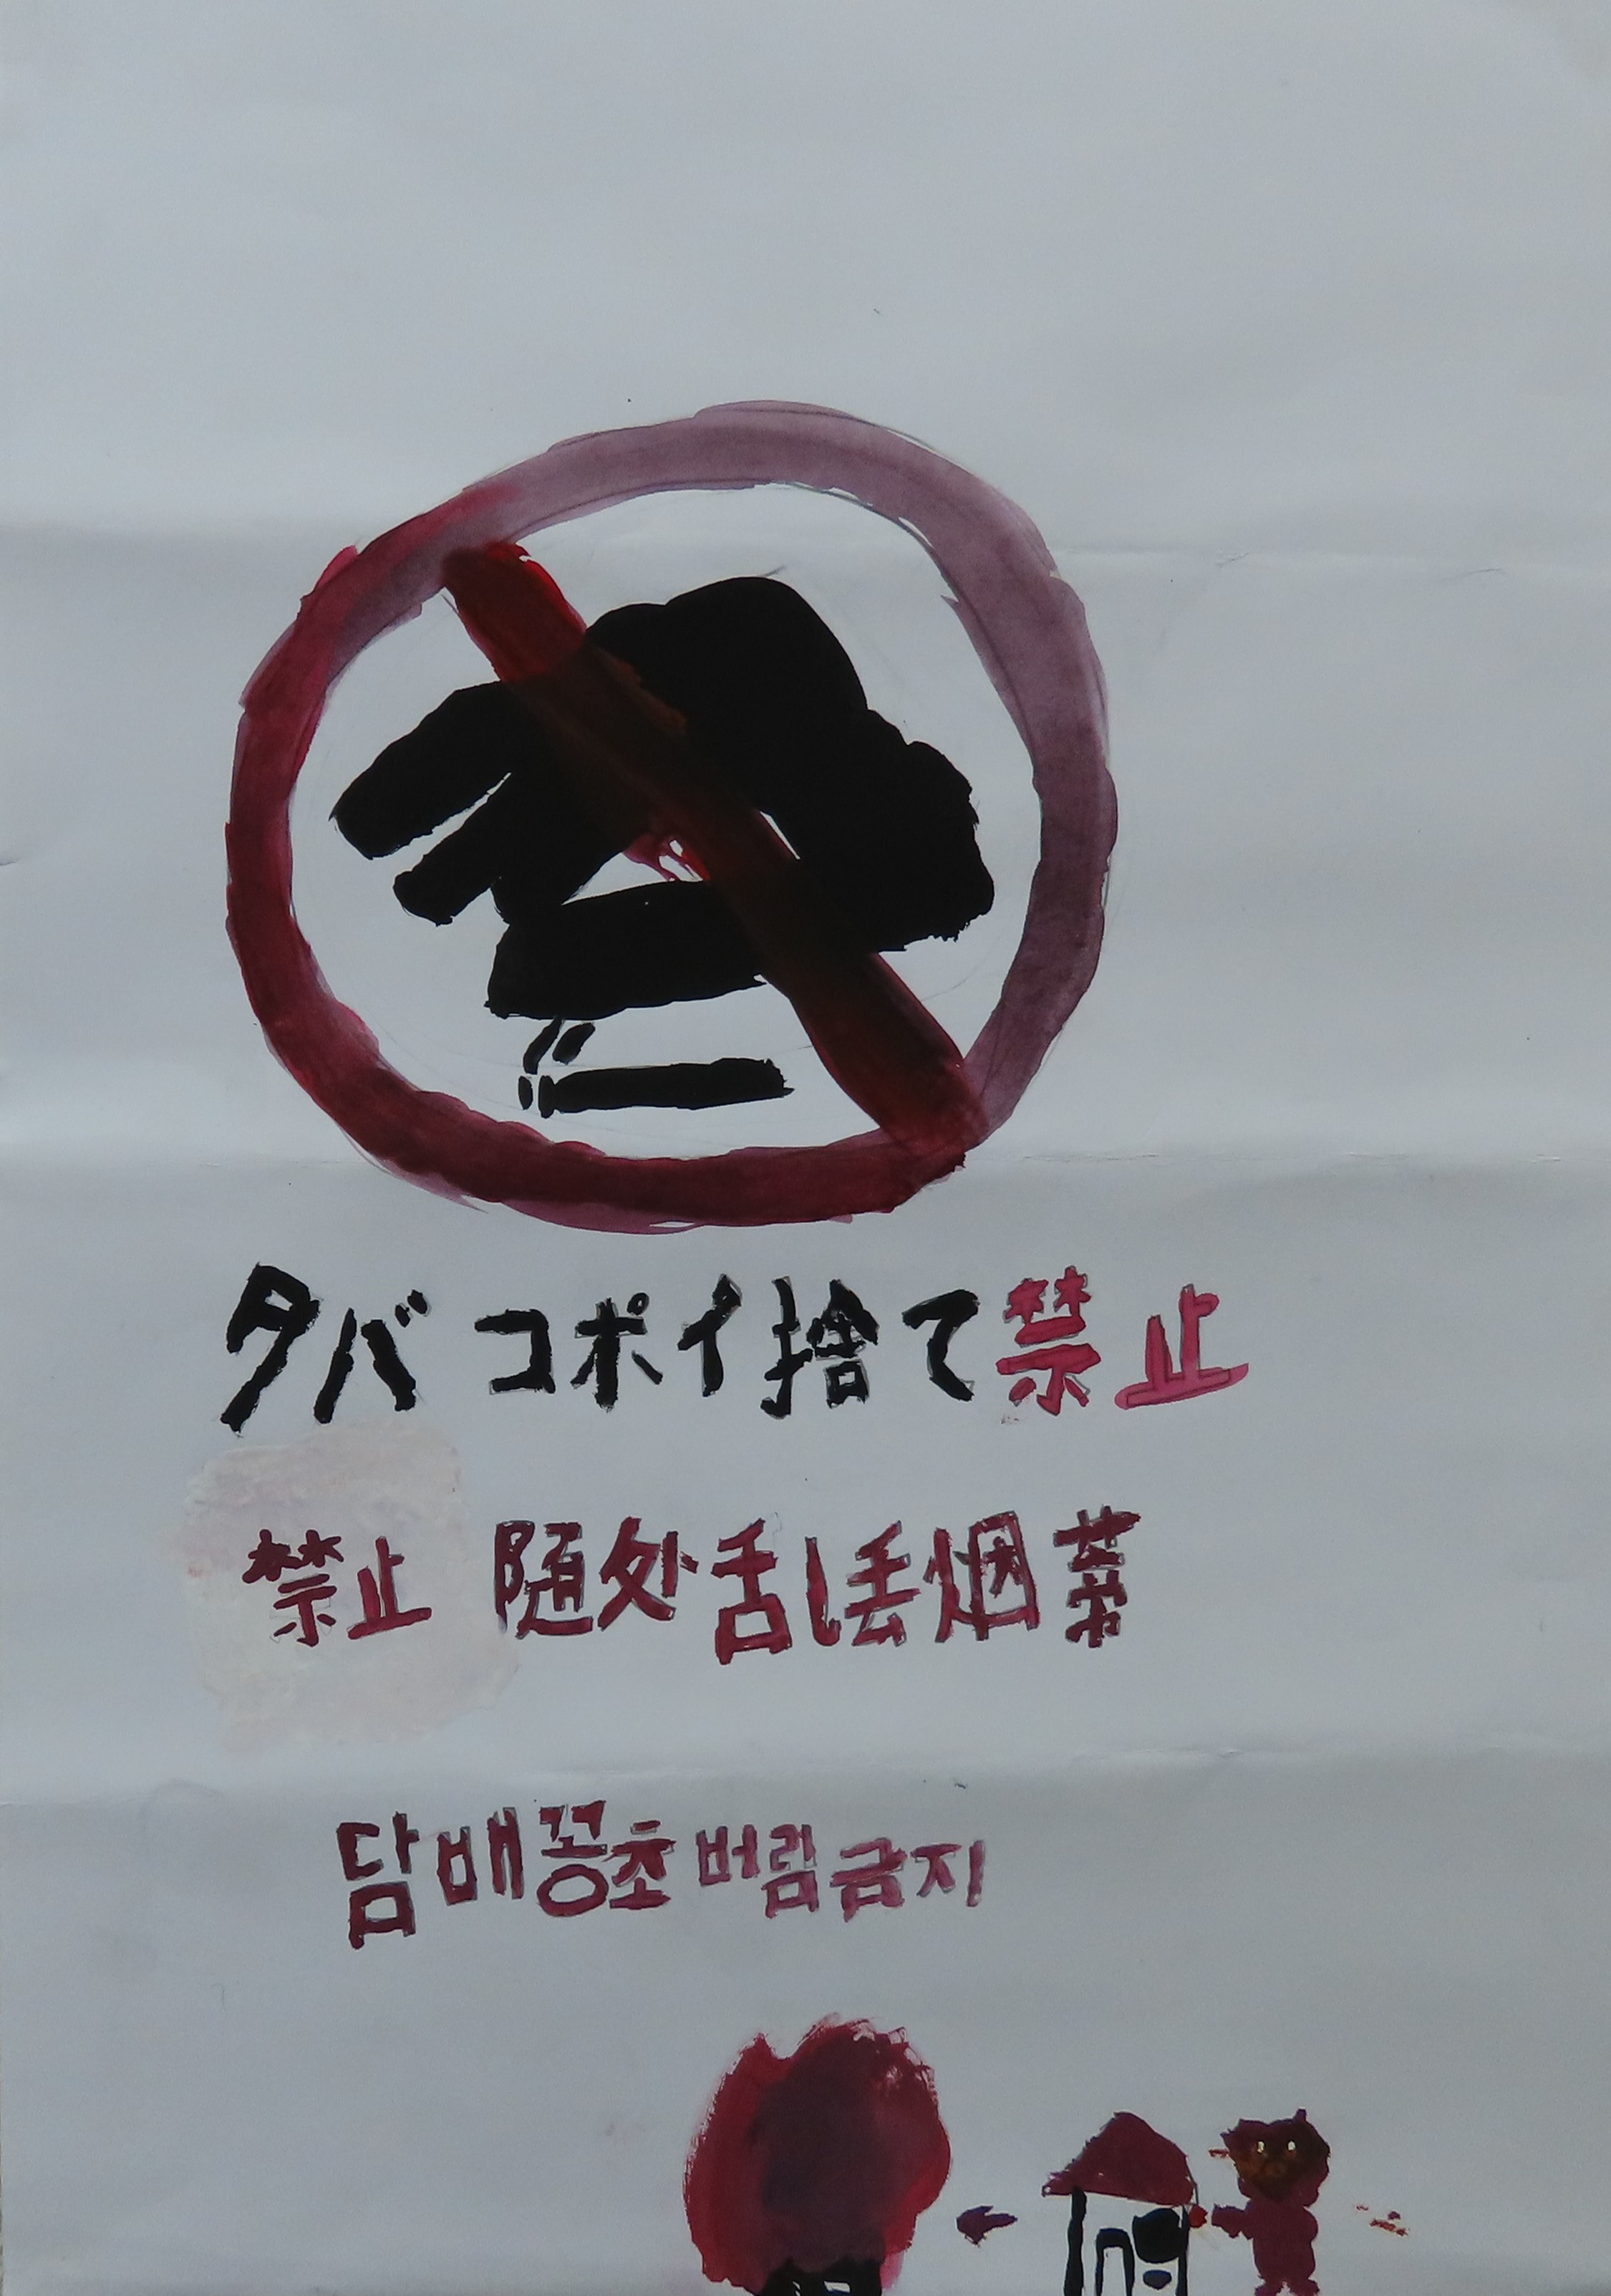 タバコポイ捨て禁止
禁止 随处乱丢烟蒂
담배꽁초 버림금지